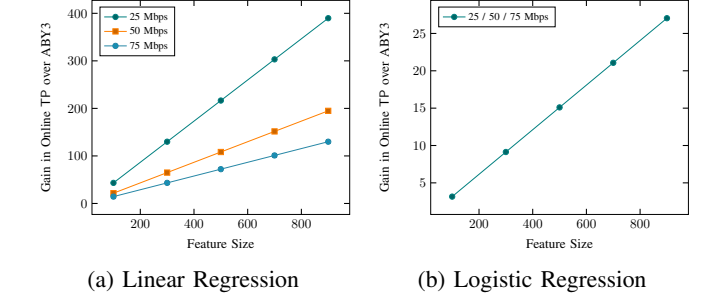 400
300
200
100
0
200 400 600 800
Gain in Online TP over ABY3
Feature Size
25 Mbps
50 Mbps
75 Mbps
(a) Linear Regression
25
20
15
10
5
200 400 600 800
Gain in Online TP over ABY3
Feature Size
25 / 50 / 75 Mbps
(b) Logistic Regression